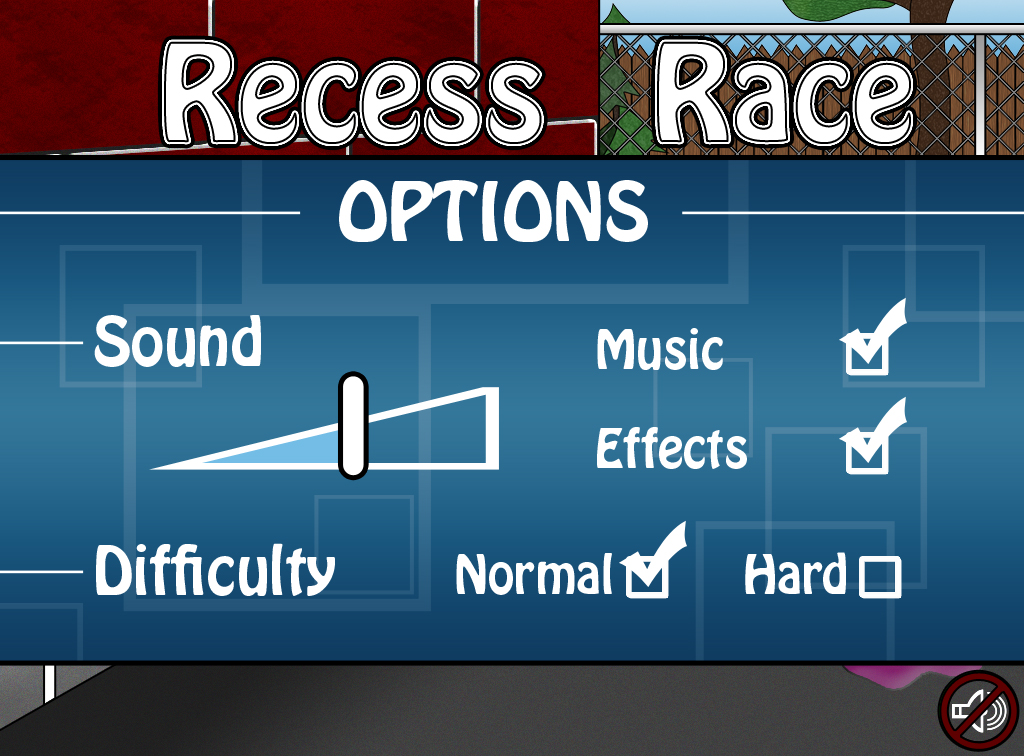 Recess Race
OPTIONS
Sound
Music
Effects
Difficulty Normal Hard